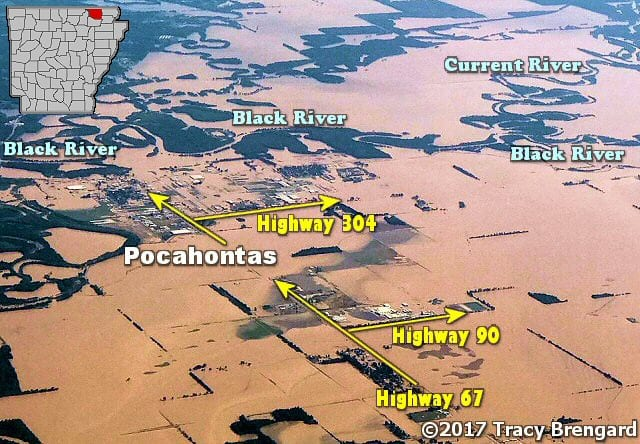 Current River
Black River
Black River
Black River
Highway 304
Pocahontas
Highway 90
Highway 67
©2017 Tracy Brengard